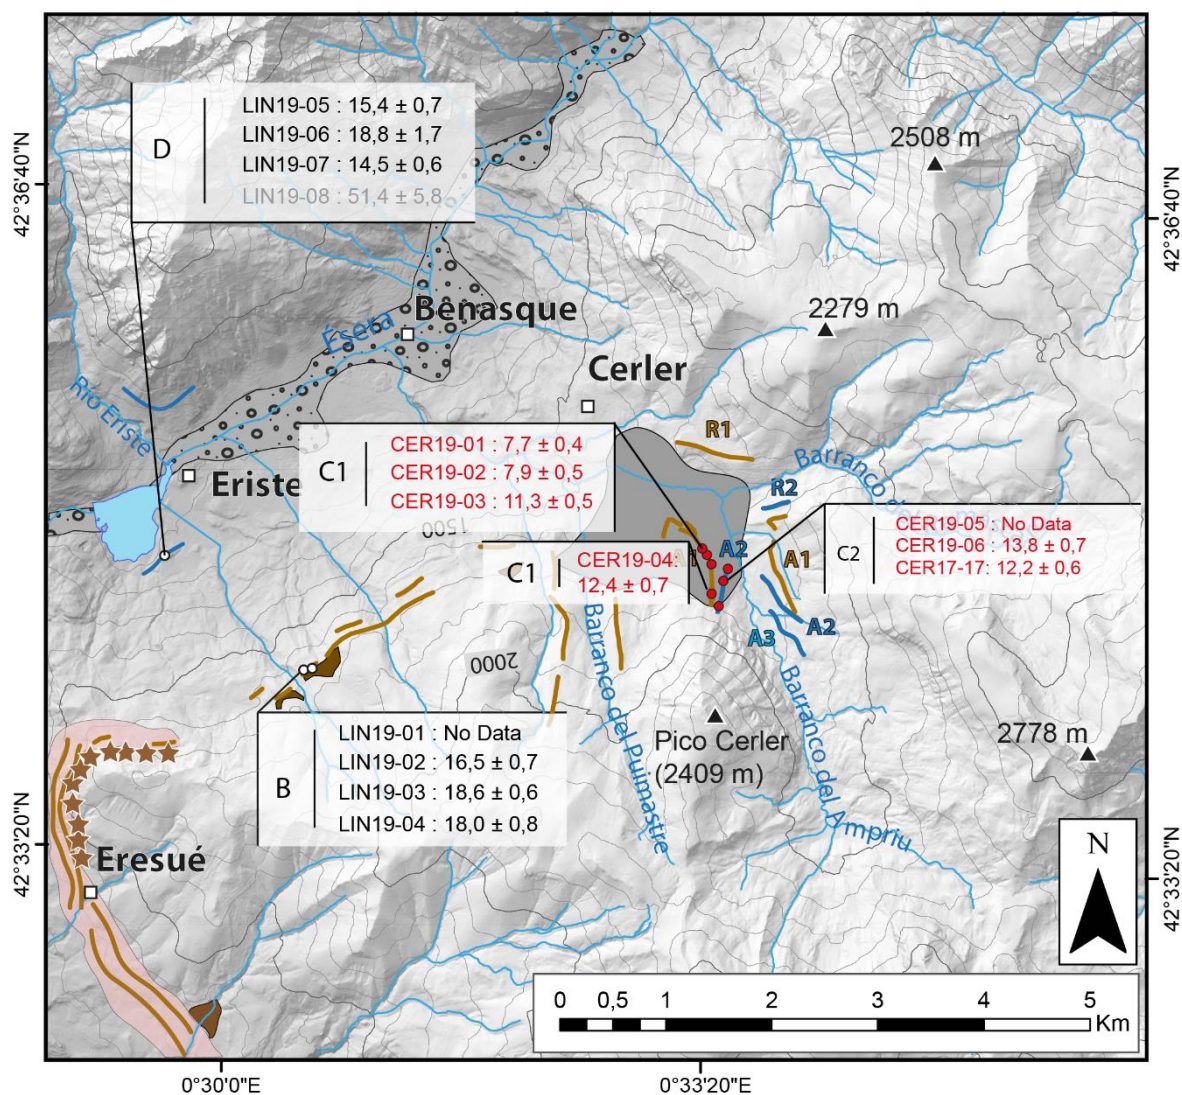 2508 m
42°36'40"N
42°36'40"N
D
LIN19-05 : 15,4 ± 0,7
LIN19-06 : 18,8 ± 1,7
LIN19-07 : 14,5 ± 0,6
LIN19-08 : 51,4 ± 5,8
Benasque
Ésera
2279 m
Cerler
Río Eriste
R1
C1
CER19-01 : 7,7 ± 0,4
CER19-02 : 7,9 ± 0,5
CER19-03 : 11,3 ± 0,5
Eriste
Barranco
R2
1500
C2
CER19-05 : No Data
CER19-06 : 13,8 ± 0,7
CER17-17: 12,2 ± 0,6
C1
CER19-04:
12,4 ± 0,7
A1
A2
A1
A2
A3
2000
Barranco del Puimastre
Barranco del Ampriu
Pico Cerler
(2409 m)
2778 m
B
LIN19-01 : No Data
LIN19-02 : 16,5 ± 0,7
LIN19-03 : 18,6 ± 0,6
LIN19-04 : 18,0 ± 0,8
42°33'20"N
42°33'20"N
Eresué
N
0 0,5 1 2 3 4 5
Km
0°30'0"E
0°33'20"E